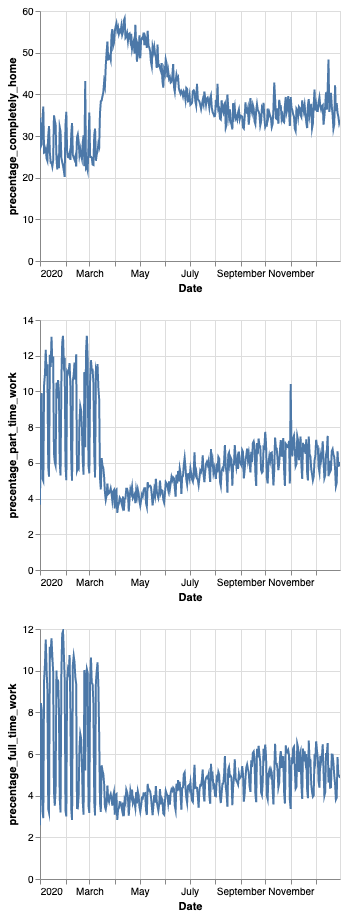 60
50
40
30
20
10
0
precentage_completely_home
2020 March May July September November
Date
14
12
10
8
6
4
2
0
precentage_part_time_work
2020 March May July September November
Date
12
10
8
6
4
2
0
precentage_full_time_work
2020 March May July September November
Date